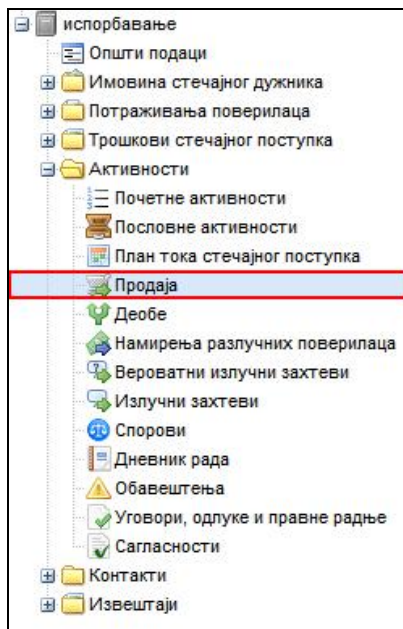 испорбавање
Општи подаци
Имовина стечајног дужника
Потраживања поверилаца
Трошкови стечајног поступка
Активности
Почетне активности
Пословне активности
План тока стечајног поступка
Продаја
Деобе
Намирења разлучних поверилаца
Вероватни излучни захтеви
Излучни захтеви
Спорови
Дневник рада
Обавештења
Уговори, одлуке и правне радње
Сагласности
Контакти
Извештаји